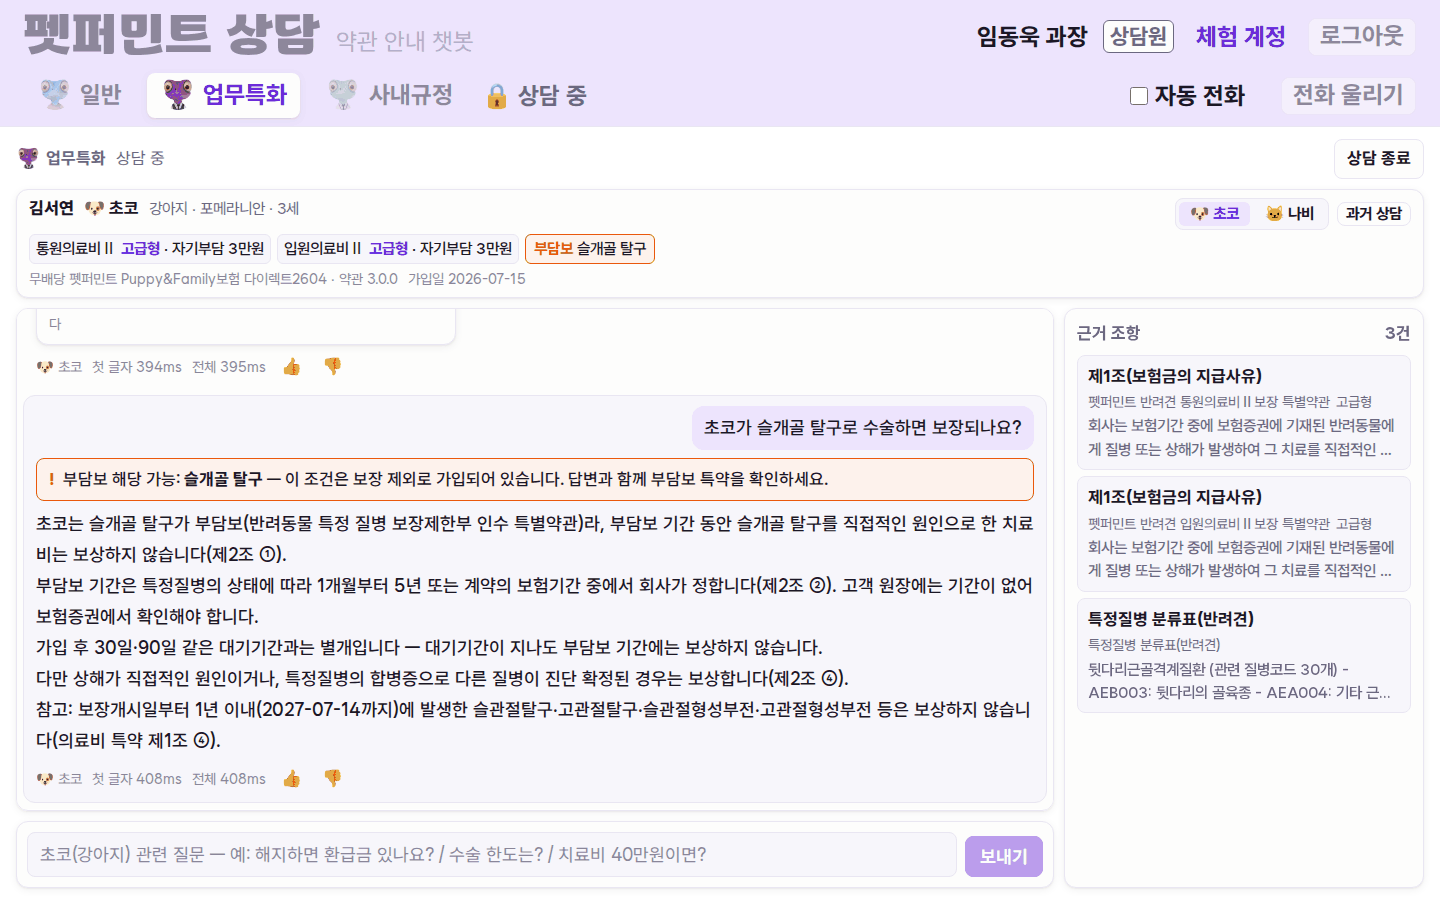 펫퍼민트 상담 약관 안내 챗봇
임동욱 과장 상담원 체험 계정 로그아웃
일반 업무특화 사내규정 상담 중
자동 전화 전화 울리기
업무특화 상담 중
상담 종료
김서연 초코 강아지 · 포메라니안 · 3세
초코 나비 과거 상담
통원의료비Ⅱ 고급형 · 자기부담 3만원 입원의료비Ⅱ 고급형 · 자기부담 3만원 부담보 슬개골 탈구
무배당 펫퍼민트 Puppy&Family보험 다이렉트2604 · 약관 3.0.0 가입일 2026-07-15
다
초코 첫 글자 394ms 전체 395ms
초코가 슬개골 탈구로 수술하면 보장되나요?
! 부담보 해당 가능: 슬개골 탈구 — 이 조건은 보장 제외로 가입되어 있습니다. 답변과 함께 부담보 특약을 확인하세요.
초코는 슬개골 탈구가 부담보(반려동물 특정 질병 보장제한부 인수 특별약관)라, 부담보 기간 동안 슬개골 탈구를 직접적인 원인으로 한 치료
비는 보상하지 않습니다(제2조 ①).
부담보 기간은 특정질병의 상태에 따라 1개월부터 5년 또는 계약의 보험기간 중에서 회사가 정합니다(제2조 ②). 고객 원장에는 기간이 없어
보험증권에서 확인해야 합니다.
가입 후 30일·90일 같은 대기기간과는 별개입니다 — 대기기간이 지나도 부담보 기간에는 보상하지 않습니다.
다만 상해가 직접적인 원인이거나, 특정질병의 합병증으로 다른 질병이 진단 확정된 경우는 보상합니다(제2조 ④).
참고: 보장개시일부터 1년 이내(2027-07-14까지)에 발생한 슬관절탈구·고관절탈구·슬관절형성부전·고관절형성부전 등은 보상하지 않습니
다(의료비 특약 제1조 ④).
초코 첫 글자 408ms 전체 408ms
초코(강아지) 관련 질문 — 예: 해지하면 환급금 있나요? / 수술 한도는? / 치료비 40만원이면?
보내기
근거 조항 3건
제1조(보험금의 지급사유)
펫퍼민트 반려견 통원의료비Ⅱ보장 특별약관 고급형
회사는 보험기간 중에 보험증권에 기재된 반려동물에
게 질병 또는 상해가 발생하여 그 치료를 직접적인 ...
제1조(보험금의 지급사유)
펫퍼민트 반려견 입원의료비Ⅱ보장 특별약관 고급형
회사는 보험기간 중에 보험증권에 기재된 반려동물에
게 질병 또는 상해가 발생하여 그 치료를 직접적인 ...
특정질병 분류표(반려견)
특정질병 분류표(반려견)
뒷다리근골격계질환 (관련 질병코드 30개) -
AEB003: 뒷다리의 골육종 - AEA004: 기타 근...